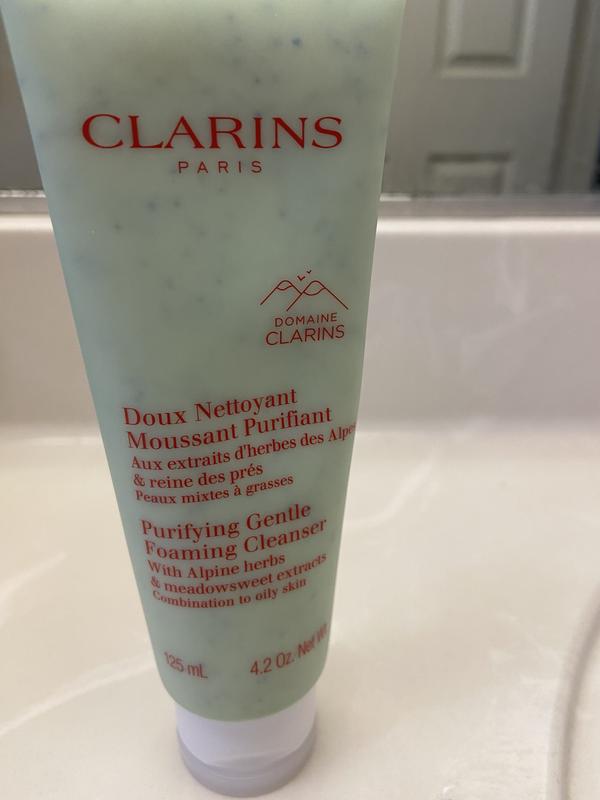 CLARINS
PARIS
DOMAINE
CLARINS
Doux Nettoyant
Moussant Purifiant
Aux extraits d'herbes des Alpes
& reine des prés
Peaux mixtes à grasses
Purifying Gentle
Foaming Cleanser
With Alpine herbs
& meadowsweet extracts
Combination to oily skin
125 mL 4.2 Oz. Net Wt.